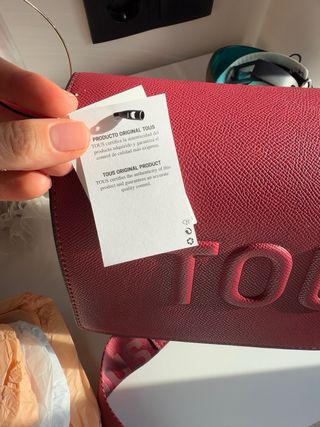 PRODUCTO ORIGINAL TOUS
TOUS certifica la autenticidad del
producto adquirido y garantiza el
control de calidad más exigente.
TOUS ORIGINAL PRODUCT
TOUS certifies the authenticity of this
product and guarantees an accurate
quality control.
TOU